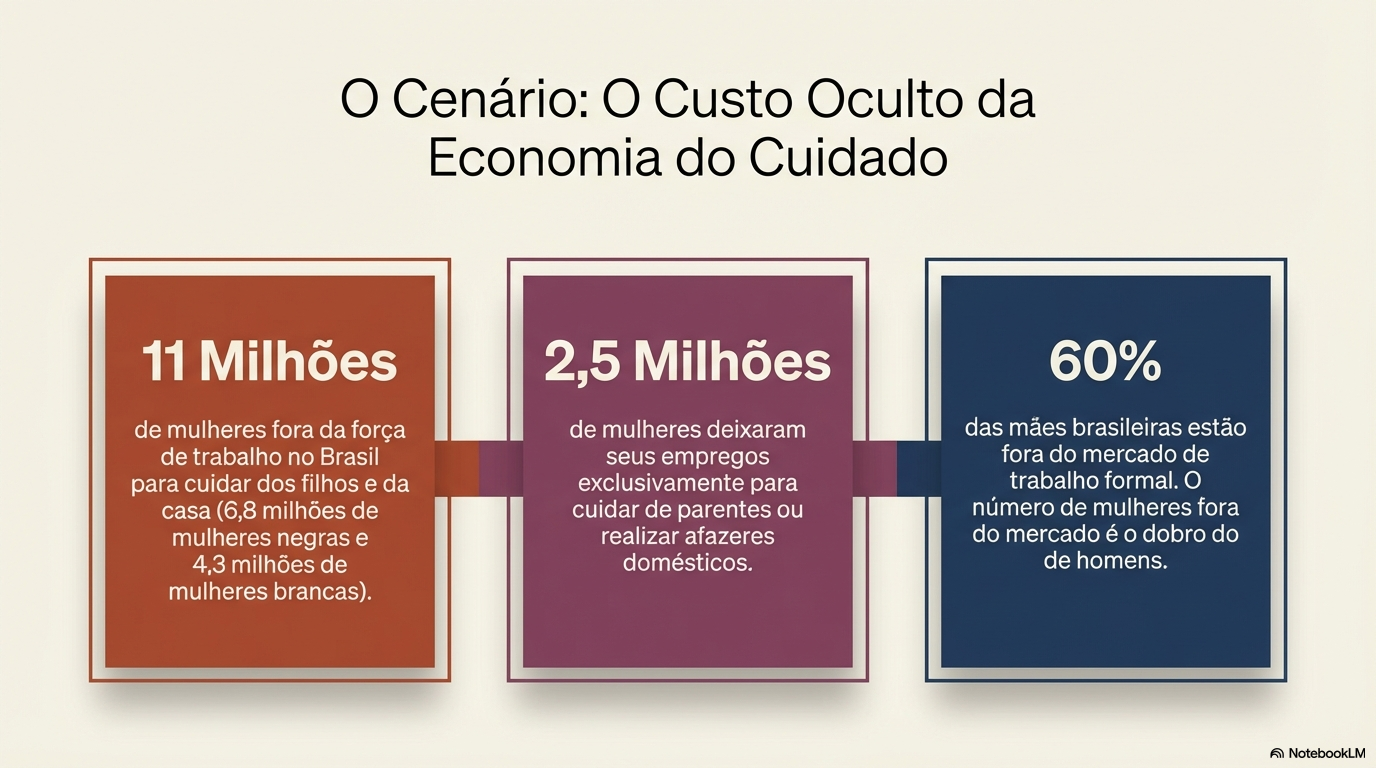 O Cenário: O Custo Oculto da
Economia do Cuidado
11 Milhões
de mulheres fora da força
de trabalho no Brasil
para cuidar dos filhos e da
casa (6,8 milhões de
mulheres negras e
4,3 milhões de
mulheres brancas).
2,5 Milhões
de mulheres deixaram
seus empregos
exclusivamente para
cuidar de parentes ou
realizar afazeres
domésticos.
60%
das mães brasileiras estão
fora do mercado de
trabalho formal. O
número de mulheres fora
do mercado é o dobro do
de homens.
NotebookLM